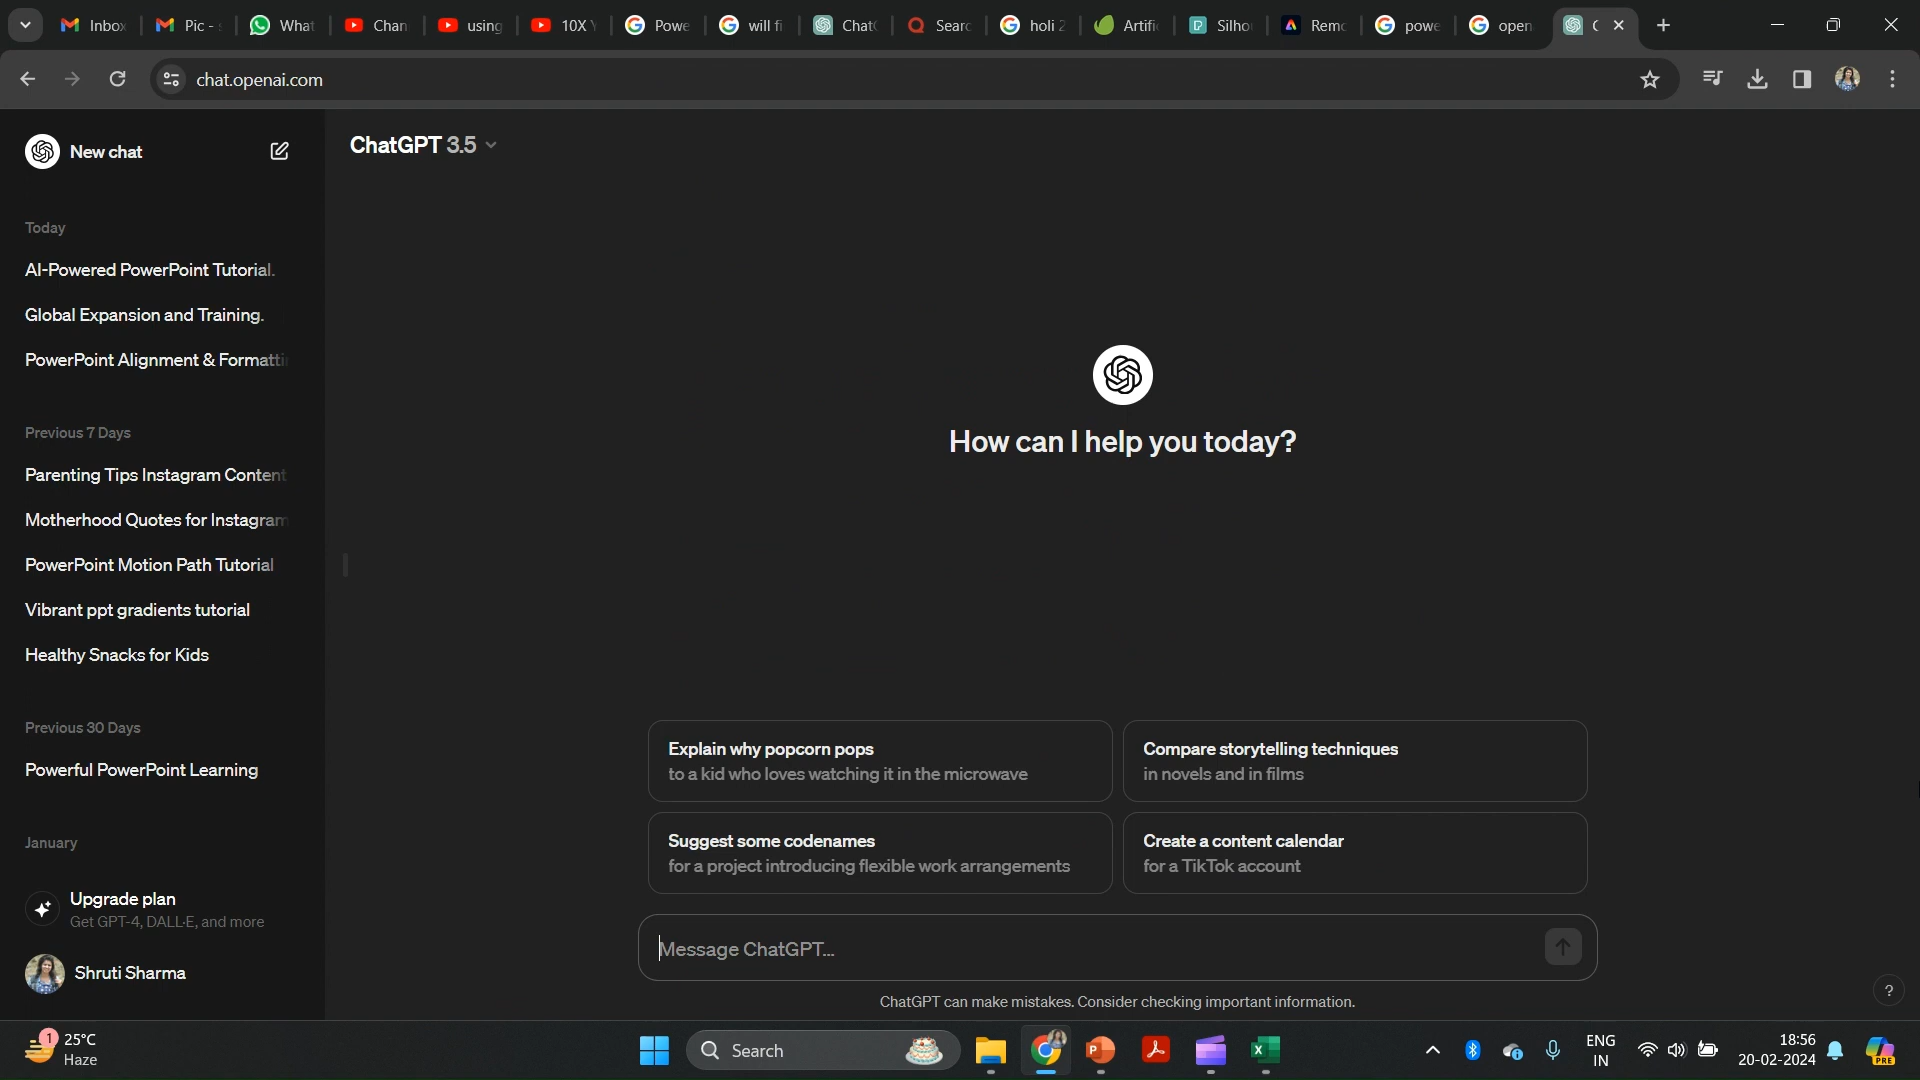 Inbox
Pic -
What
Chan
using
10X Y
Powe
will fi
ChatG
Searc
holi 2
Artifi
Silho
Remo
powe
open
chat.openai.com
New chat
ChatGPT 3.5
Today
AI-Powered PowerPoint Tutorial.
Global Expansion and Training.
PowerPoint Alignment & Formatti
Previous 7 Days
Parenting Tips Instagram Content
Motherhood Quotes for Instagram
PowerPoint Motion Path Tutorial
Vibrant ppt gradients tutorial
Healthy Snacks for Kids
Previous 30 Days
Powerful PowerPoint Learning
January
Upgrade plan
Get GPT-4, DALL·E, and more
Shruti Sharma
How can I help you today?
Explain why popcorn pops
to a kid who loves watching it in the microwave
Compare storytelling techniques
in novels and in films
Suggest some codenames
for a project introducing flexible work arrangements
Create a content calendar
for a TikTok account
Message ChatGPT...
ChatGPT can make mistakes. Consider checking important information.
?
1
25°C
Haze
Search
ENG
IN
18:56
20-02-2024
PRE